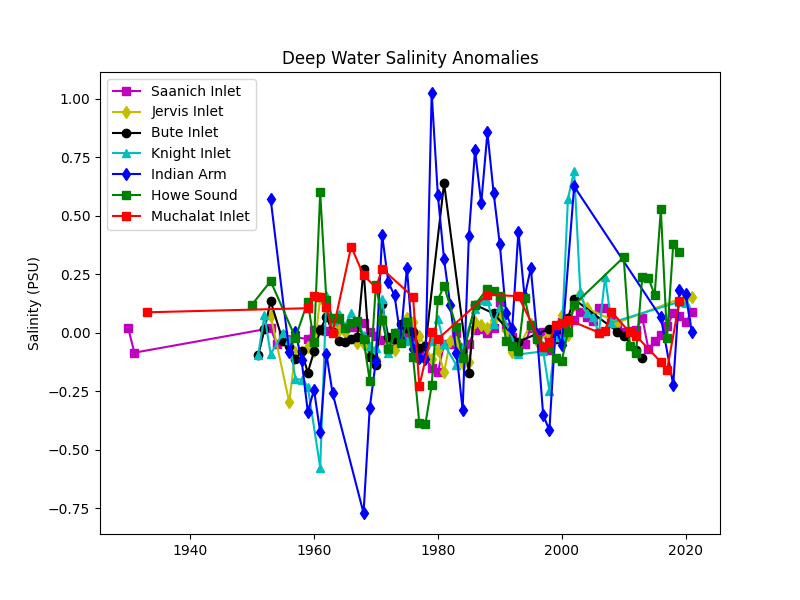 Deep Water Salinity Anomalies
Saanich Inlet
Jervis Inlet
Bute Inlet
Knight Inlet
Indian Arm
Howe Sound
Muchalat Inlet
Salinity (PSU)
1.00
0.75
0.50
0.25
0.00
−0.25
−0.50
−0.75
1940 1960 1980 2000 2020